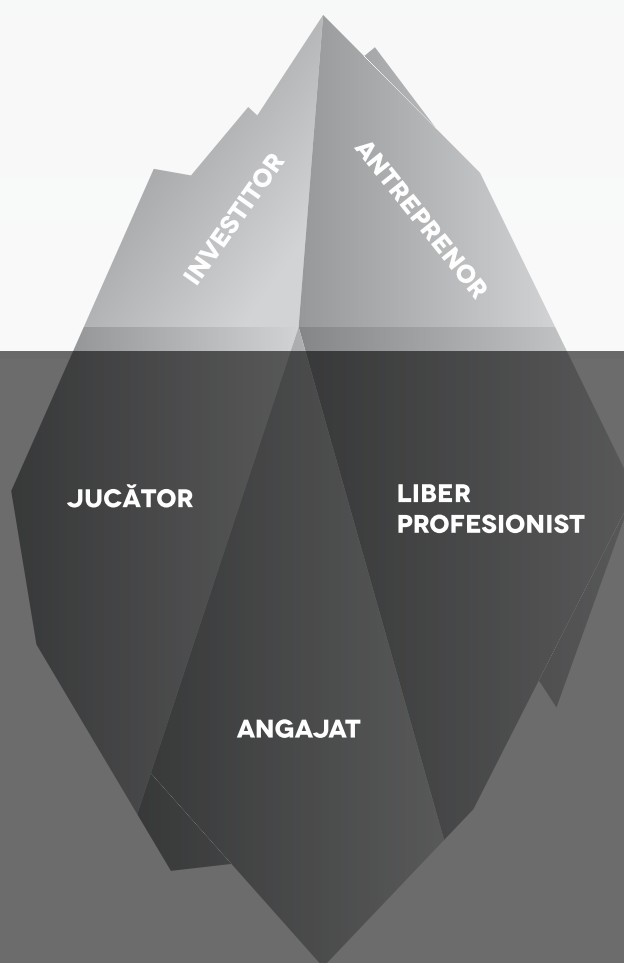 INVESTITOR
ANTREPRENOR
JUCĂTOR
LIBER
PROFESIONIST
ANGAJAT